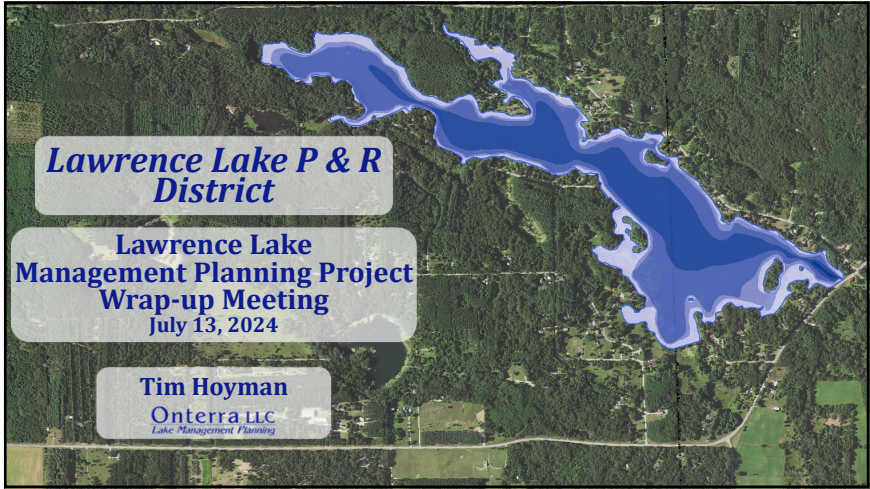 Lawrence Lake P & R
District
Lawrence Lake
Management Planning Project
Wrap-up Meeting
July 13, 2024
Tim Hoyman
Onterra LLC
Lake Management Planning